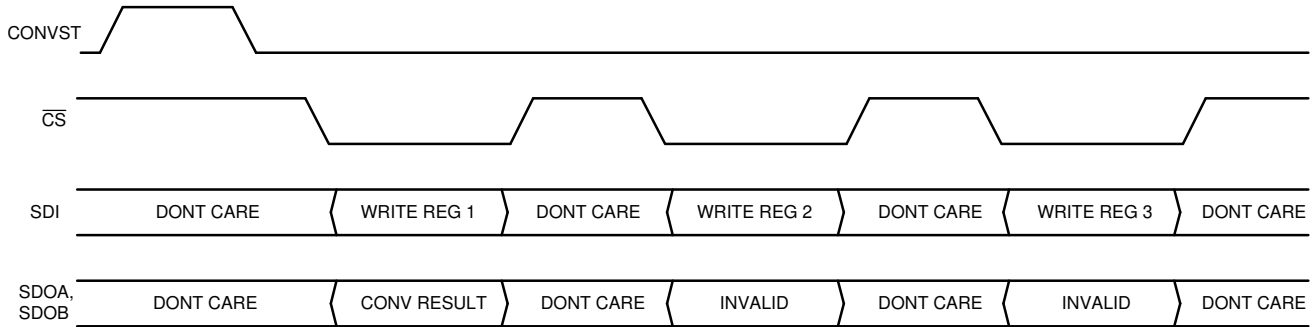 CONVST
CS
SDI DONT CARE WRITE REG 1 DONT CARE WRITE REG 2 DONT CARE WRITE REG 3 DONT CARE
SDOA,
SDOB DONT CARE CONV RESULT DONT CARE INVALID DONT CARE INVALID DONT CARE